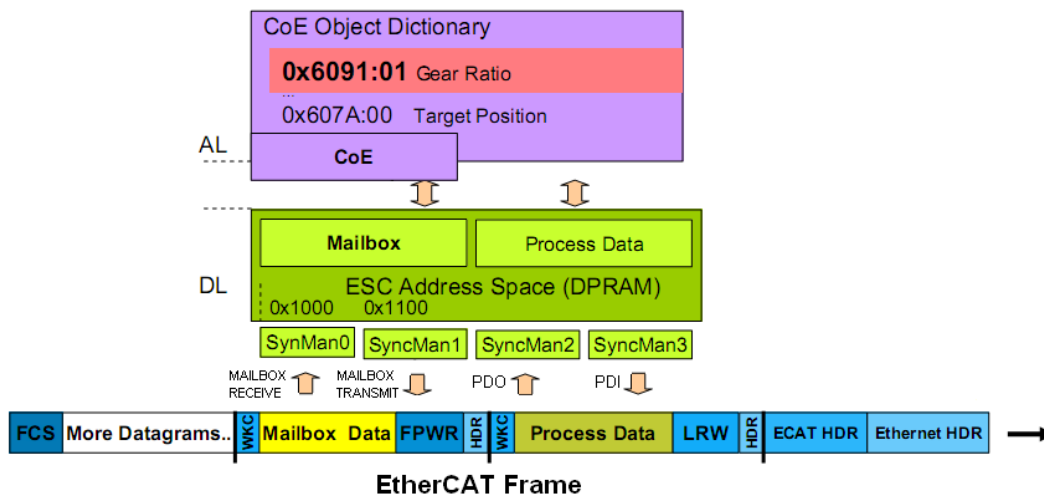 CoE Object Dictionary
0x6091:01 Gear Ratio
...
0x607A:00 Target Position
AL
CoE
Mailbox
Process Data
DL
ESC Address Space (DPRAM)
0x1000 0x1100
SynMan0
SyncMan1
SyncMan2
SyncMan3
MAILBOX
RECEIVE
MAILBOX
TRANSMIT
PDO
PDI
FCS
More Datagrams..
WKC
Mailbox Data
FPWR
HDR
WKC
Process Data
LRW
HDR
ECAT HDR
Ethernet HDR
EtherCAT Frame